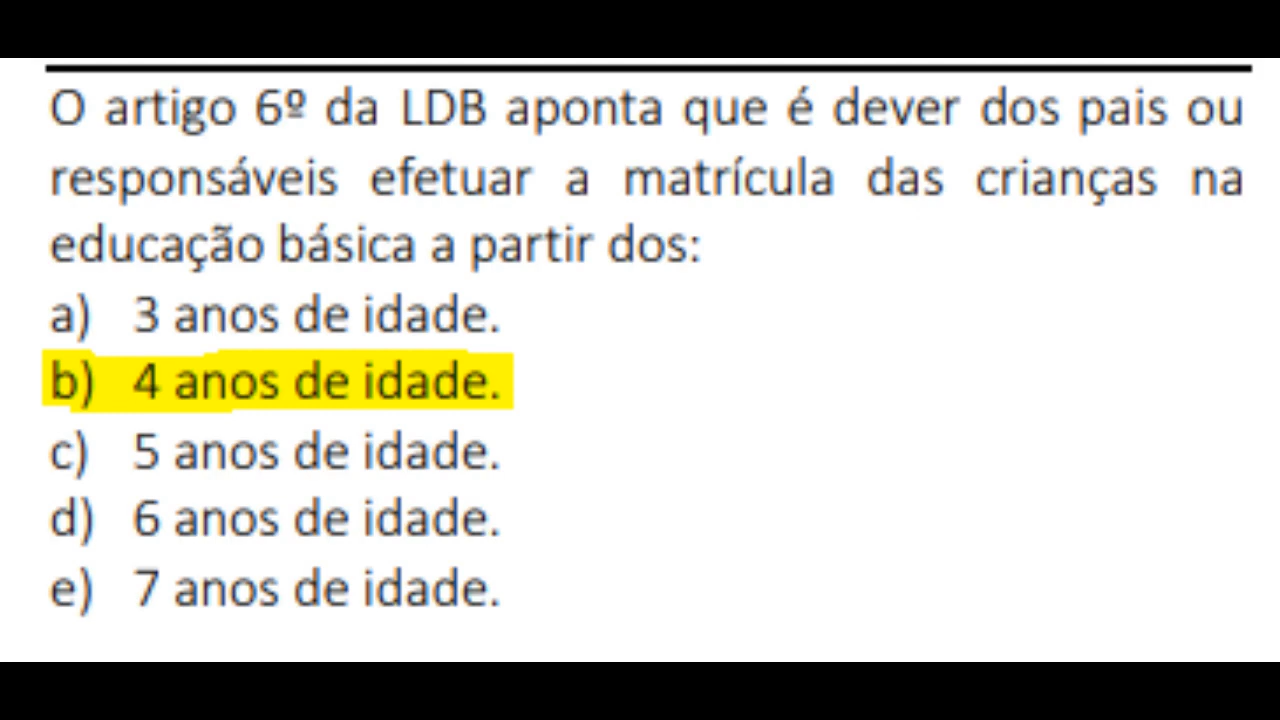 O artigo 6º da LDB aponta que é dever dos pais ou
responsáveis efetuar a matrícula das crianças na
educação básica a partir dos:
a) 3 anos de idade.
b) 4 anos de idade.
c) 5 anos de idade.
d) 6 anos de idade.
e) 7 anos de idade.